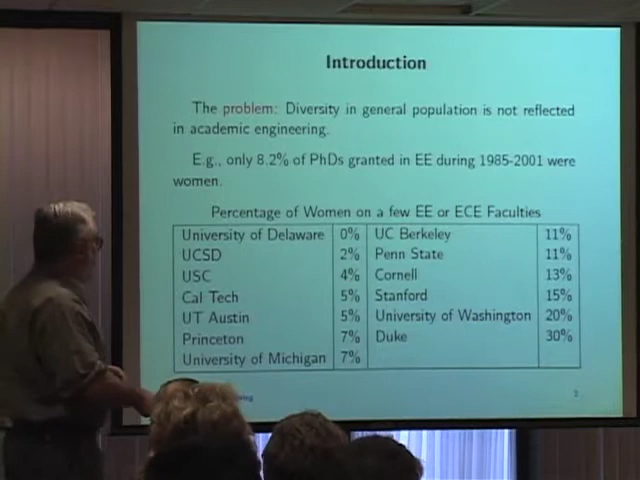 Introduction
The problem: Diversity in general population is not reflected
in academic engineering.
E.g., only 8.2% of PhDs granted in EE during 1985-2001 were
women.
Percentage of Women on a few EE or ECE Faculties
University of Delaware 0% UC Berkeley 11%
UCSD 2% Penn State 11%
USC 4% Cornell 13%
Cal Tech 5% Stanford 15%
UT Austin 5% University of Washington 20%
Princeton 7% Duke 30%
University of Michigan 7%